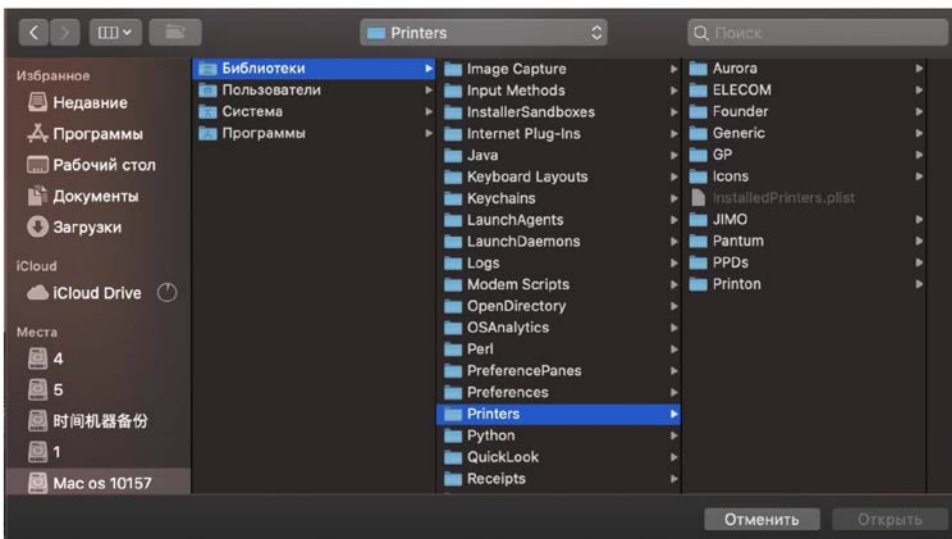 Printers
Поиск
Избранное
Недавние
Программы
Рабочий стол
Документы
Загрузки
iCloud
iCloud Drive
Места
4
5
时间机器备份
1
Mac os 10157
Библиотеки
Пользователи
Система
Программы
Image Capture
Input Methods
InstallerSandboxes
Internet Plug-Ins
Java
Keyboard Layouts
Keychains
LaunchAgents
LaunchDaemons
Logs
Modem Scripts
OpenDirectory
OSAnalytics
Perl
PreferencePanes
Preferences
Printers
Python
QuickLook
Receipts
Aurora
ELECOM
Founder
Generic
GP
Icons
InstalledPrinters.plist
JIMO
Pantum
PPDs
Printon
Отменить
Открыть